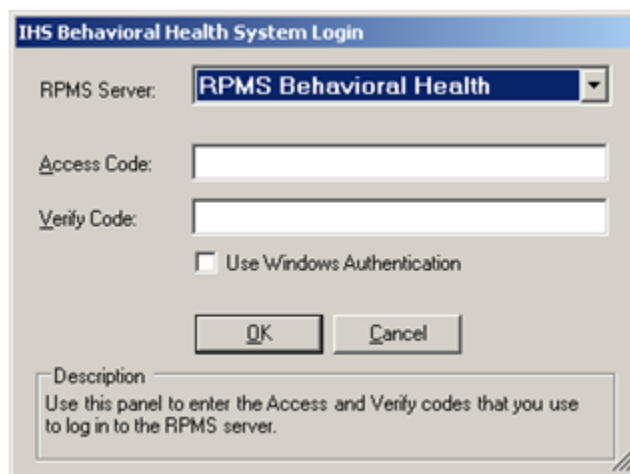 IHS Behavioral Health System Login
RPMS Server: RPMS Behavioral Health
Access Code:
Verify Code:
Use Windows Authentication
OK Cancel
Description
Use this panel to enter the Access and Verify codes that you use
to log in to the RPMS server.